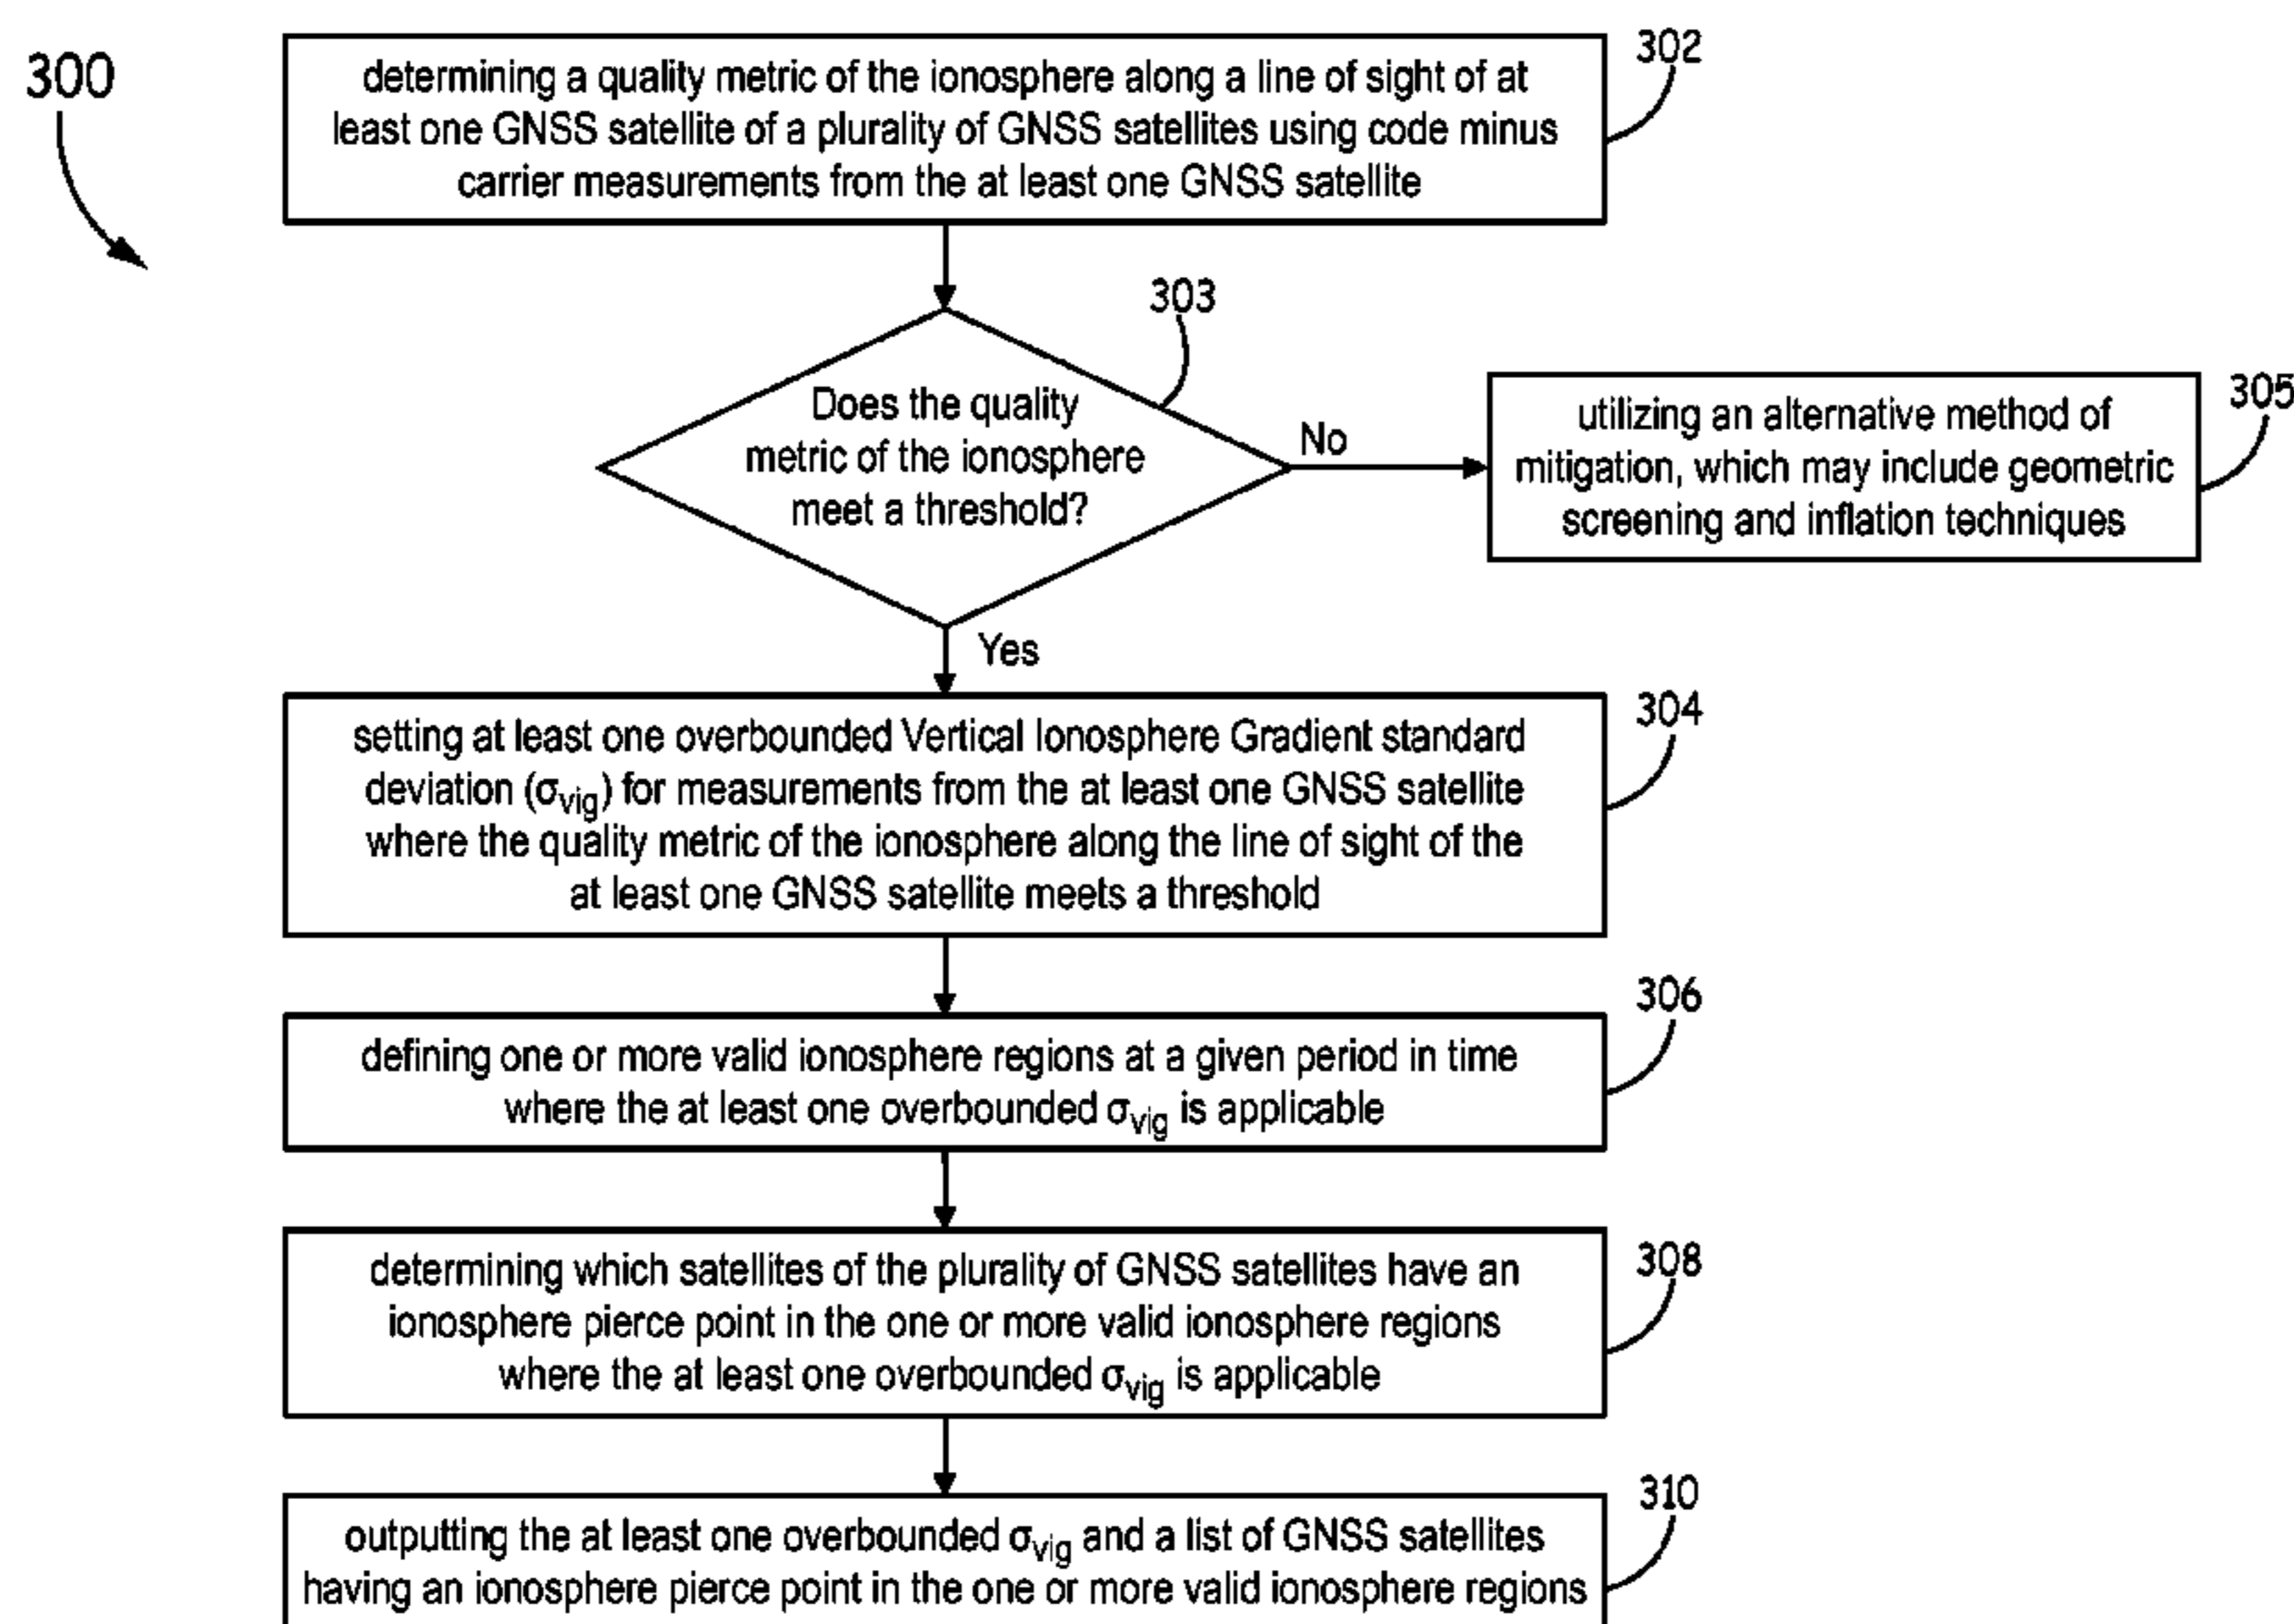 300
302
determining a quality metric of the ionosphere along a line of sight of at
least one GNSS satellite of a plurality of GNSS satellites using code minus
carrier measurements from the at least one GNSS satellite
303
Does the quality
metric of the ionosphere
meet a threshold?
No
305
utilizing an alternative method of
mitigation, which may include geometric
screening and inflation techniques
Yes
304
setting at least one overbounded Vertical Ionosphere Gradient standard
deviation (σvig) for measurements from the at least one GNSS satellite
where the quality metric of the ionosphere along the line of sight of the
at least one GNSS satellite meets a threshold
306
defining one or more valid ionosphere regions at a given period in time
where the at least one overbounded σvig is applicable
308
determining which satellites of the plurality of GNSS satellites have an
ionosphere pierce point in the one or more valid ionosphere regions
where the at least one overbounded σvig is applicable
310
outputting the at least one overbounded σvig and a list of GNSS satellites
having an ionosphere pierce point in the one or more valid ionosphere regions